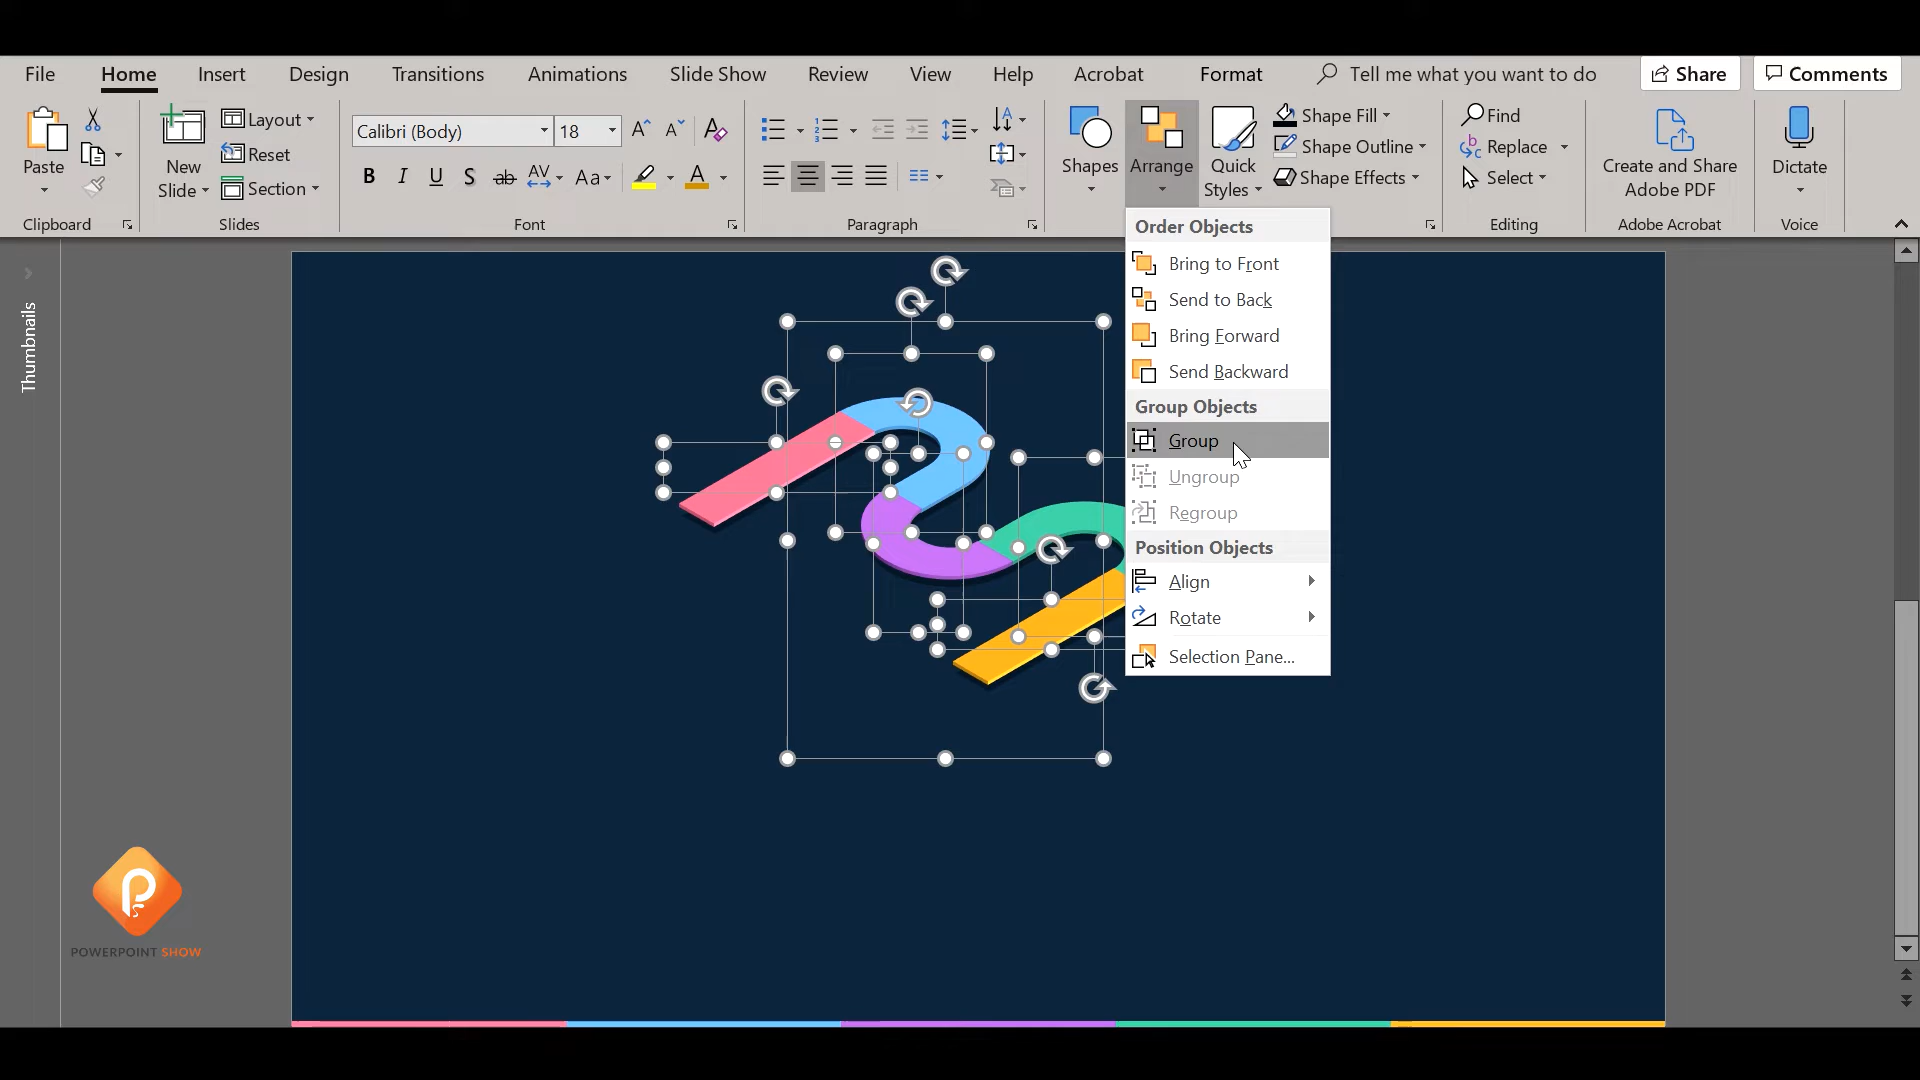 File Home Insert Design Transitions Animations Slide Show Review View Help Acrobat Format Tell me what you want to do Share Comments
Paste
New
Slide
Layout
Reset
Section
Calibri (Body) 18
B I U S ab AV Aa A
Shapes
Arrange
Quick
Styles
Shape Fill
Shape Outline
Shape Effects
Find
Replace
Select
Create and Share
Adobe PDF
Dictate
Clipboard Slides Font Paragraph Editing Adobe Acrobat Voice
Order Objects
Bring to Front
Send to Back
Bring Forward
Send Backward
Group Objects
Group
Ungroup
Regroup
Position Objects
Align
Rotate
Selection Pane...
Thumbnails
POWERPOINT SHOW